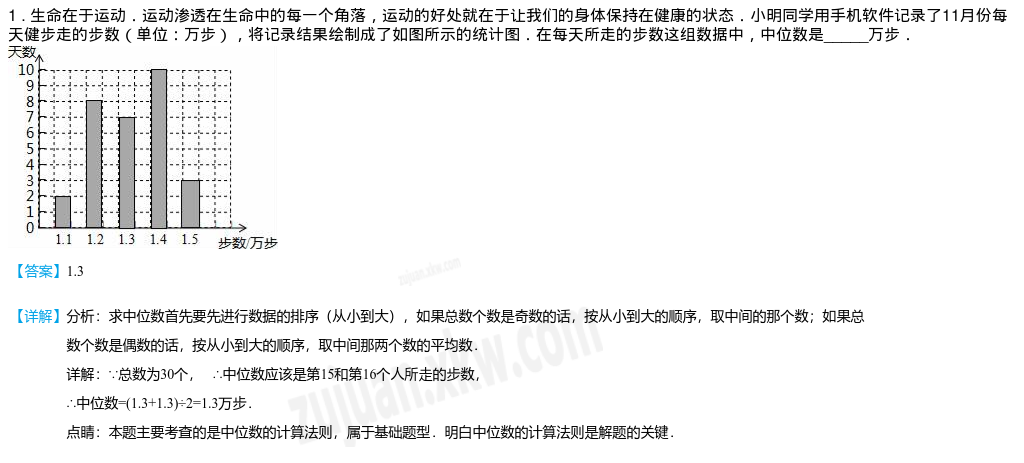 1．生命在于运动．运动渗透在生命中的每一个角落，运动的好处就在于让我们的身体保持在健康的状态．小明同学用手机软件记录了11月份每
天健步走的步数（单位：万步），将记录结果绘制成了如图所示的统计图．在每天所走的步数这组数据中，中位数是______万步．
天数
10
9
8
7
6
5
4
3
2
1
0
1.1 1.2 1.3 1.4 1.5 步数/万步
【答案】1.3
zujuan.xkw.com
【详解】分析：求中位数首先要先进行数据的排序（从小到大），如果总数个数是奇数的话，按从小到大的顺序，取中间的那个数；如果总
数个数是偶数的话，按从小到大的顺序，取中间那两个数的平均数．
详解：∵总数为30个， ∴中位数应该是第15和第16个人所走的步数，
∴中位数=(1.3+1.3)÷2=1.3万步．
点睛：本题主要考查的是中位数的计算法则，属于基础题型．明白中位数的计算法则是解题的关键．
zujuan.xkw.com